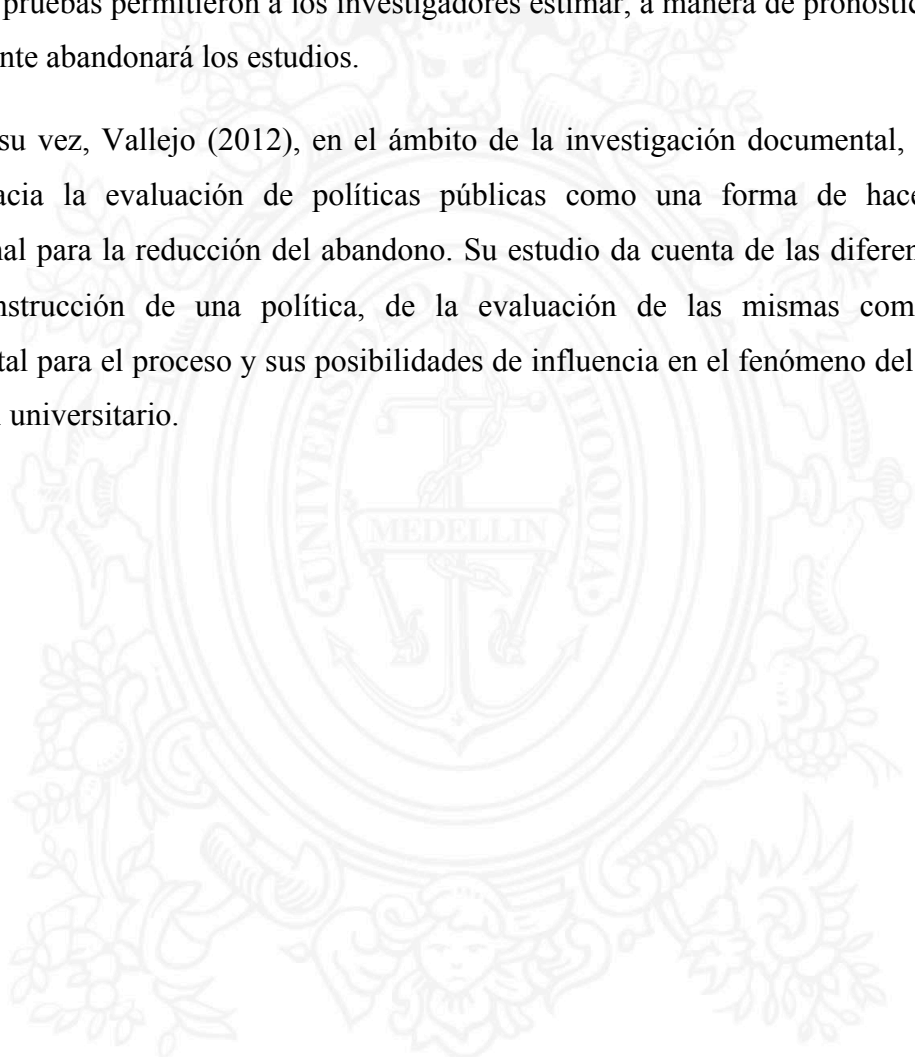 pruebas permitieron a los investigadores estimar, a manera de pronóstic
nte abandonará los estudios.
su vez, Vallejo (2012), en el ámbito de la investigación documental,
acia la evaluación de políticas públicas como una forma de hace
nal para la reducción del abandono. Su estudio da cuenta de las diferen
nstrucción de una política, de la evaluación de las mismas com
tal para el proceso y sus posibilidades de influencia en el fenómeno del
universitario.
UNIVERSIDAD DE ANTIOQUIA
MEDELLIN